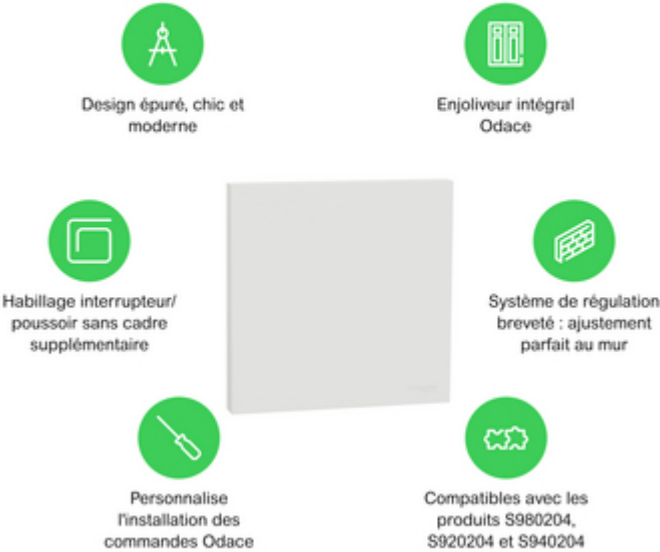 Design épuré, chic et
moderne
Enjoliveur intégral
Odace
Habillage interrupteur/
poussoir sans cadre
supplémentaire
Système de régulation
breveté : ajustement
parfait au mur
Personnalise
l'installation des
commandes Odace
Compatibles avec les
produits S980204,
S920204 et S940204